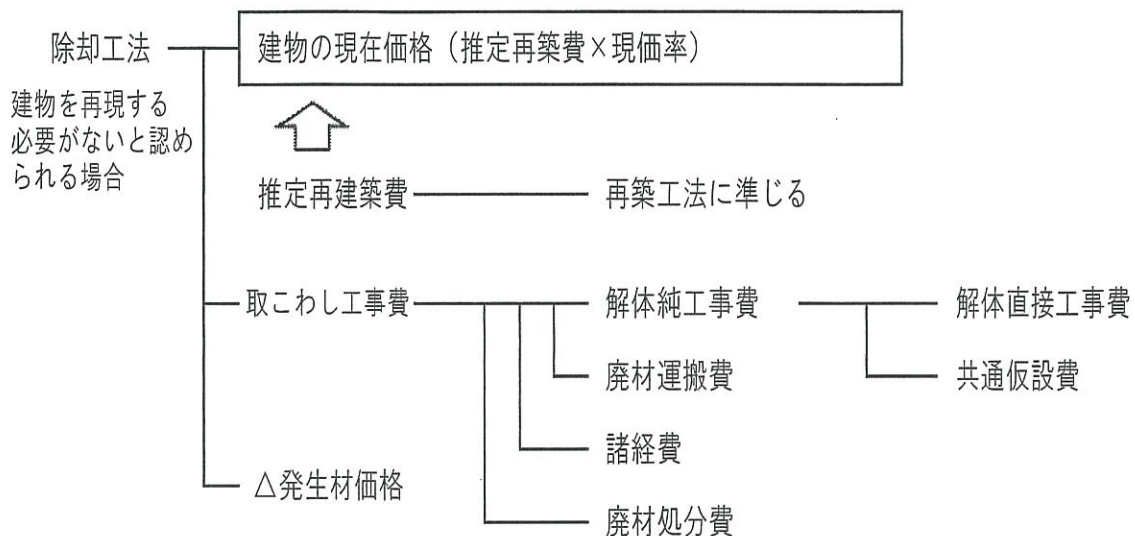 除却工法
建物の現在価格（推定再築費×現価率）
建物を再現する
必要がないと認め
られる場合
推定再建築費
再築工法に準じる
取こわし工事費
解体純工事費
解体直接工事費
廃材運搬費
共通仮設費
諸経費
△発生材価格
廃材処分費